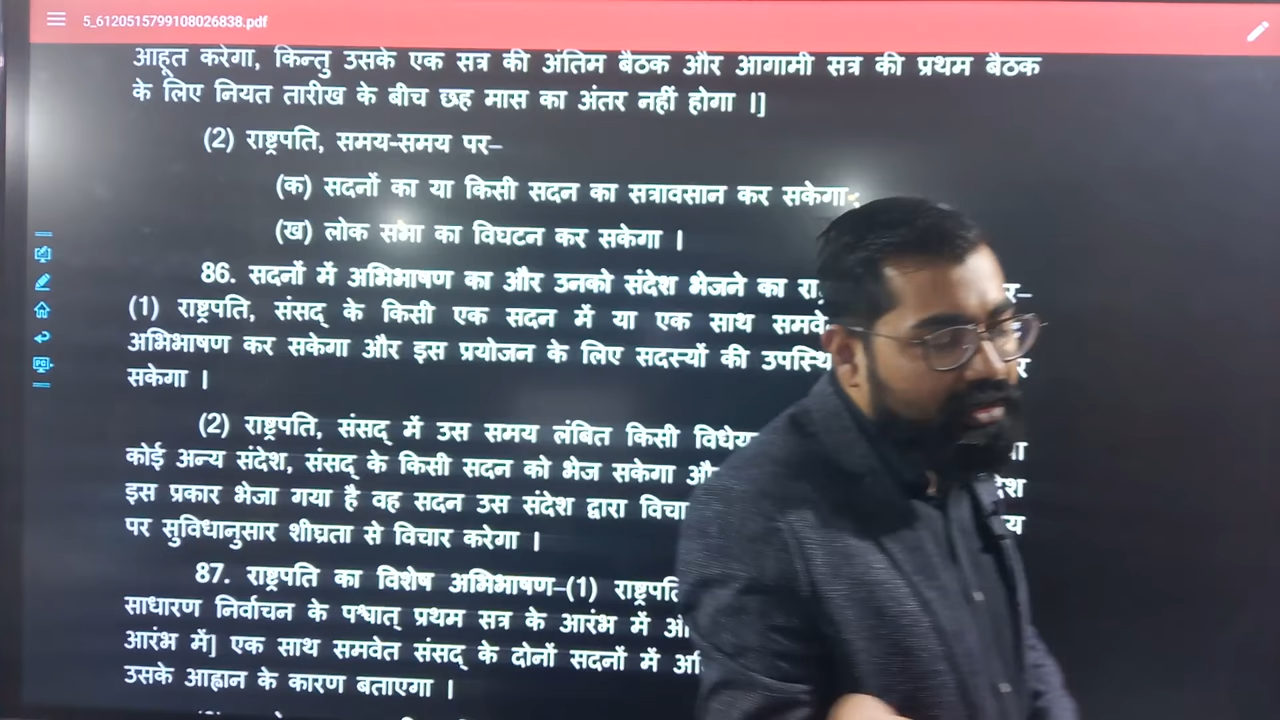 5_6120515799108026838.pdf
आहूत करेगा, किन्तु उसके एक सत्र की अंतिम बैठक और आगामी सत्र की प्रथम बैठक
के लिए नियत तारीख के बीच छह मास का अंतर नहीं होगा ।]
(2) राष्ट्रपति, समय-समय पर–
(क) सदनों का या किसी सदन का सत्रावसान कर सकेगा;
(ख) लोक सभा का विघटन कर सकेगा ।
86. सदनों में अभिभाषण का और उनको संदेश भेजने का
(1) राष्ट्रपति, संसद् के किसी एक सदन में या एक साथ
अभिभाषण कर सकेगा और इस प्रयोजन के लिए सदस्यों की
सकेगा ।
(2) राष्ट्रपति, संसद् में उस समय लंबित किसी
कोई अन्य संदेश, संसद् के किसी सदन को भेज सकेगा
इस प्रकार भेजा गया है वह सदन उस संदेश द्वारा
पर सुविधानुसार शीघ्रता से विचार करेगा ।
87. राष्ट्रपति का विशेष अभिभाषण–(1)
साधारण निर्वाचन के पश्चात् प्रथम सत्र के आरंभ में
आरंभ में] एक साथ समवेत संसद् के दोनों सदनों में
उसके आह्वान के कारण बताएगा ।